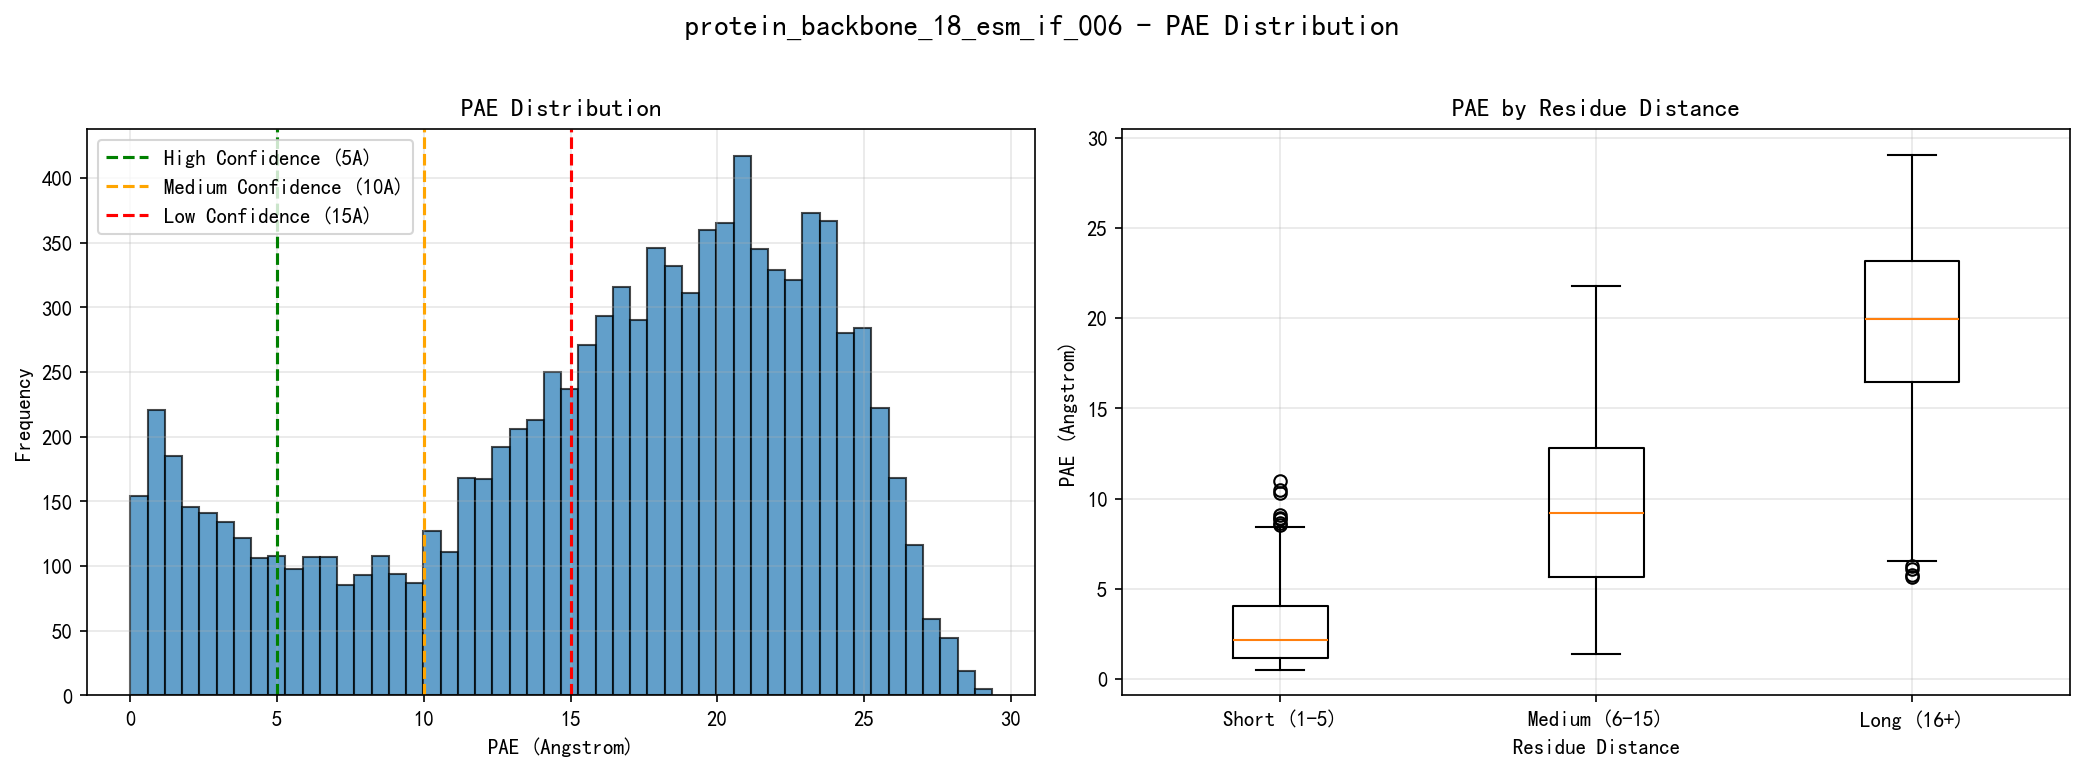 protein_backbone_18_esm_if_006 - PAE Distribution
PAE Distribution
High Confidence (5A)
Medium Confidence (10A)
Low Confidence (15A)
Frequency
400
350
300
250
200
150
100
50
0
0 5 10 15 20 25 30
PAE (Angstrom)
PAE by Residue Distance
PAE (Angstrom)
30
25
20
15
10
5
0
Short (1-5) Medium (6-15) Long (16+)
Residue Distance